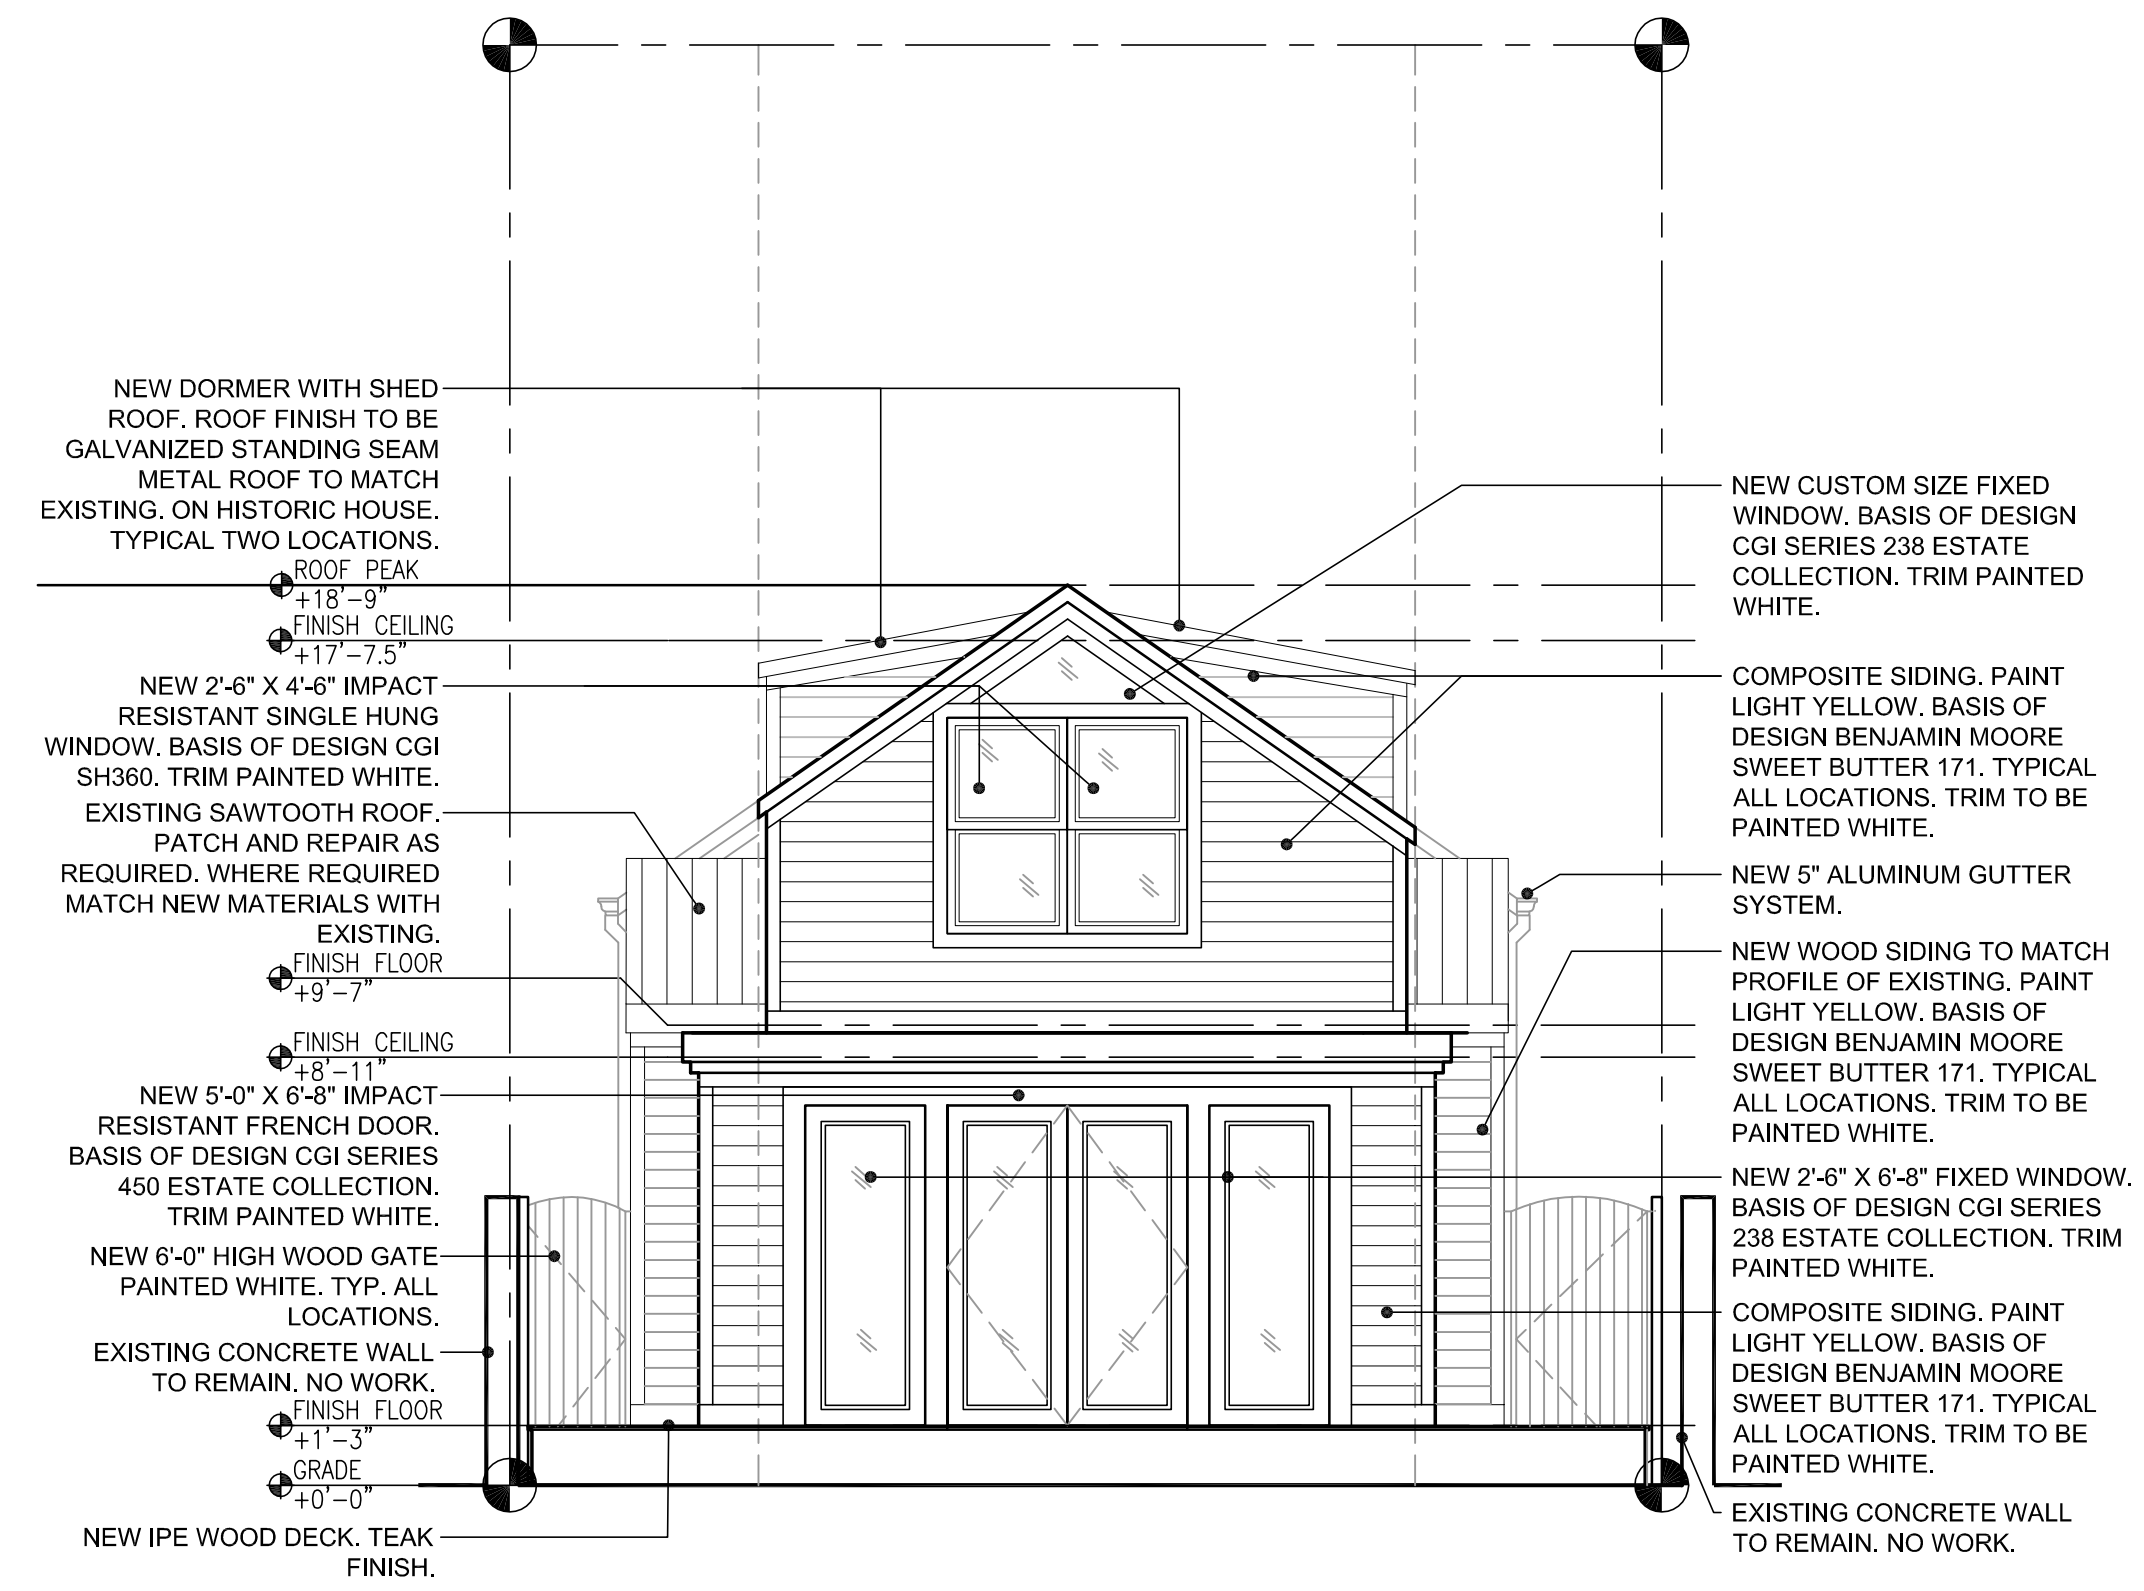 NEW DORMER WITH SHED
ROOF. ROOF FINISH TO BE
GALVANIZED STANDING SEAM
METAL ROOF TO MATCH
EXISTING. ON HISTORIC HOUSE.
TYPICAL TWO LOCATIONS.
ROOF PEAK
+18'-9"
FINISH CEILING
+17'-7.5"
NEW 2'-6" X 4'-6" IMPACT
RESISTANT SINGLE HUNG
WINDOW. BASIS OF DESIGN CGI
SH360. TRIM PAINTED WHITE.
EXISTING SAWTOOTH ROOF.
PATCH AND REPAIR AS
REQUIRED. WHERE REQUIRED
MATCH NEW MATERIALS WITH
EXISTING.
FINISH FLOOR
+9'-7"
FINISH CEILING
+8'-11"
NEW 5'-0" X 6'-8" IMPACT
RESISTANT FRENCH DOOR.
BASIS OF DESIGN CGI SERIES
450 ESTATE COLLECTION.
TRIM PAINTED WHITE.
NEW 6'-0" HIGH WOOD GATE
PAINTED WHITE. TYP. ALL
LOCATIONS.
EXISTING CONCRETE WALL
TO REMAIN. NO WORK.
FINISH FLOOR
+1'-3"
GRADE
+0'-0"
NEW IPE WOOD DECK. TEAK
FINISH.
NEW CUSTOM SIZE FIXED
WINDOW. BASIS OF DESIGN
CGI SERIES 238 ESTATE
COLLECTION. TRIM PAINTED
WHITE.
COMPOSITE SIDING. PAINT
LIGHT YELLOW. BASIS OF
DESIGN BENJAMIN MOORE
SWEET BUTTER 171. TYPICAL
ALL LOCATIONS. TRIM TO BE
PAINTED WHITE.
NEW 5" ALUMINUM GUTTER
SYSTEM.
NEW WOOD SIDING TO MATCH
PROFILE OF EXISTING. PAINT
LIGHT YELLOW. BASIS OF
DESIGN BENJAMIN MOORE
SWEET BUTTER 171. TYPICAL
ALL LOCATIONS. TRIM TO BE
PAINTED WHITE.
NEW 2'-6" X 6'-8" FIXED WINDOW.
BASIS OF DESIGN CGI SERIES
238 ESTATE COLLECTION. TRIM
PAINTED WHITE.
COMPOSITE SIDING. PAINT
LIGHT YELLOW. BASIS OF
DESIGN BENJAMIN MOORE
SWEET BUTTER 171. TYPICAL
ALL LOCATIONS. TRIM TO BE
PAINTED WHITE.
EXISTING CONCRETE WALL
TO REMAIN. NO WORK.